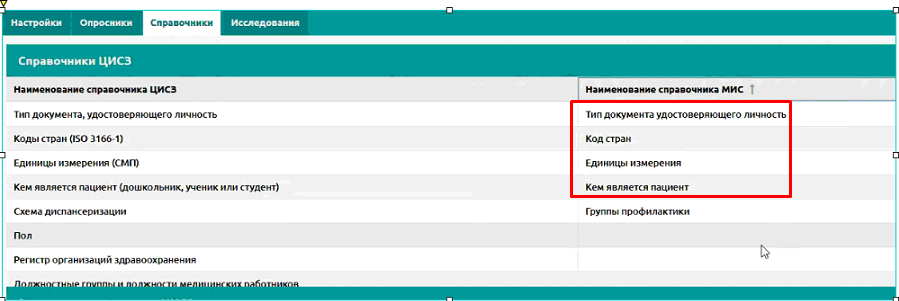 Настройки Опросники Справочники Исследования
Справочники ЦИСЗ
Наименование справочника ЦИСЗ Наименование справочника МИС ↑
Тип документа, удостоверяющего личность Тип документа удостоверяющего личность
Коды стран (ISO 3166-1) Код стран
Единицы измерения (СМП) Единицы измерения
Кем является пациент (дошкольник, ученик или студент) Кем является пациент
Схема диспансеризации Группы профилактики
Пол
Регистр организаций здравоохранения
Должностные группы и должности медицинских работников